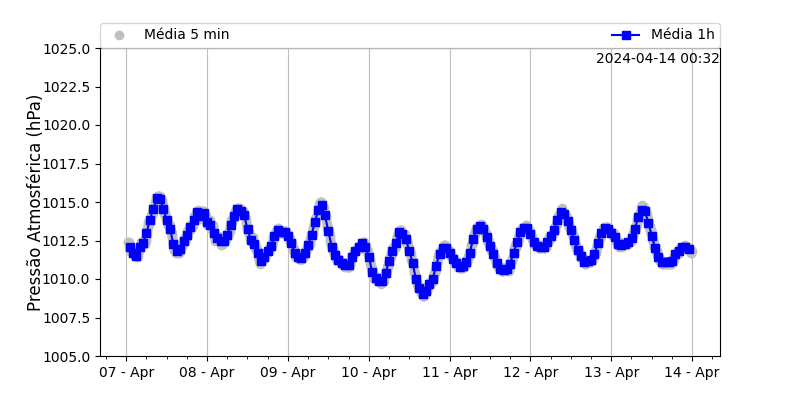 Média 5 min
Média 1h
2024-04-14 00:32
Pressão Atmosférica (hPa)
1025.0
1022.5
1020.0
1017.5
1015.0
1012.5
1010.0
1007.5
1005.0
07 - Apr
08 - Apr
09 - Apr
10 - Apr
11 - Apr
12 - Apr
13 - Apr
14 - Apr